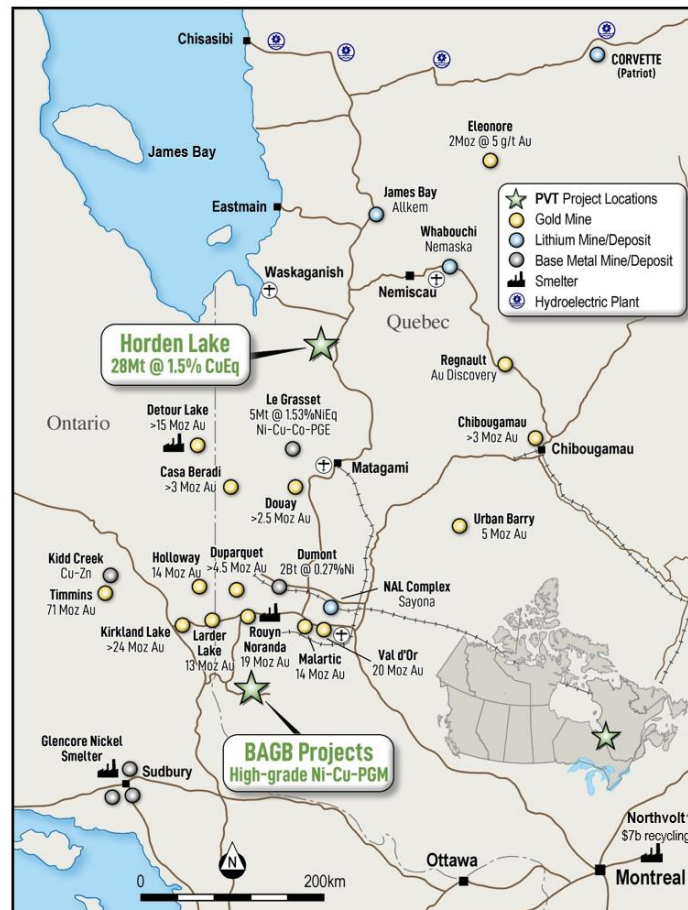 Chisasibi
CORVETTE
(Patriot)
Eleonore
2Moz @ 5 g/t Au
James Bay
James Bay
Allkem
Eastmain
Whabouchi
Nemaska
PVT Project Locations
Gold Mine
Lithium Mine/Deposit
Base Metal Mine/Deposit
Smelter
Hydroelectric Plant
Waskaganish
Nemiscau
Quebec
Horden Lake
28Mt @ 1.5% CuEq
Regnault
Au Discovery
Ontario
Le Grasset
5Mt @ 1.53%NiEq
Ni-Cu-Co-PGE
Detour Lake
>15 Moz Au
Chibougamau
>3 Moz Au
Chibougamau
Casa Beradi
>3 Moz Au
Matagami
Douay
>2.5 Moz Au
Urban Barry
5 Moz Au
Kidd Creek
Cu-Zn
Timmins
71 Moz Au
Holloway
14 Moz Au
Duparquet
>4.5 Moz Au
Dumont
2Bt @ 0.27%Ni
NAL Complex
Sayona
Kirkland Lake
>24 Moz Au
Larder
Lake
13 Moz Au
Rouyn
Noranda
19 Moz Au
Malartic
14 Moz Au
Val d'Or
20 Moz Au
BAGB Projects
High-grade Ni-Cu-PGM
Glencore Nickel
Smelter
Sudbury
Northvolt
$7b recycling
N
0
200km
Ottawa
Montreal